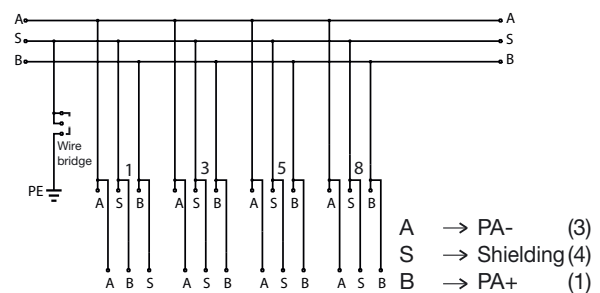 A A
S S
B B
Wire
bridge
PE
1 3 5 8
A S B A S B A S B A S B
A B S A S B A S B A S B
A → PA- (3)
S → Shielding (4)
B → PA+ (1)